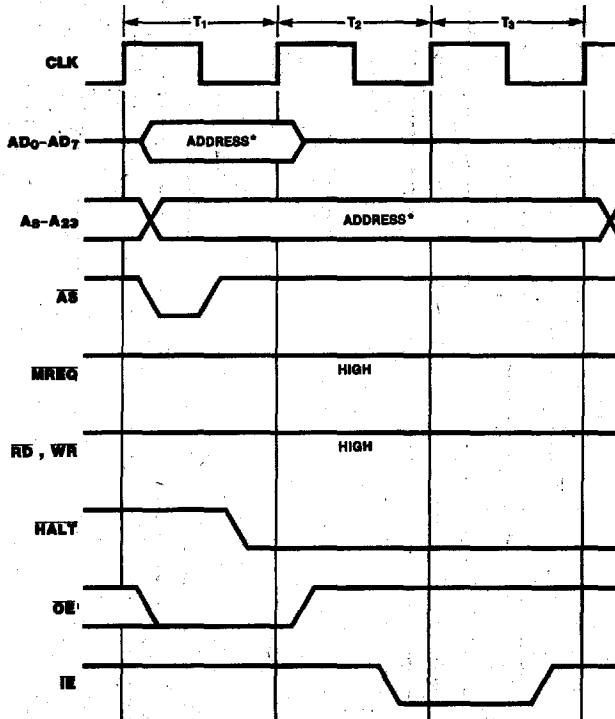 T1 T2 T3
CLK
AD0-AD7 ADDRESS*
A8-A23 ADDRESS*
AS
MREQ HIGH
RD , WR HIGH
HALT
OE
IE